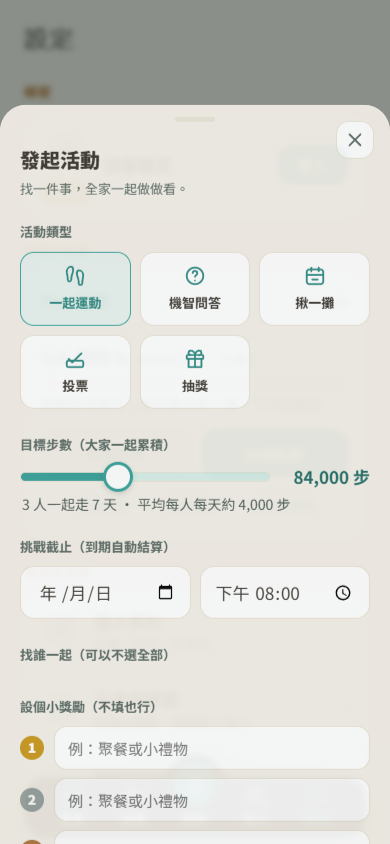 設定
發起活動
找一件事，全家一起做做看。
活動類型
一起運動
機智問答
揪一攤
投票
抽獎
目標步數（大家一起累積）
84,000 步
3 人一起走 7 天 · 平均每人每天約 4,000 步
挑戰截止（到期自動結算）
年 /月/日
下午 08:00
找誰一起（可以不選全部）
設個小獎勵（不填也行）
1
例：聚餐或小禮物
2
例：聚餐或小禮物